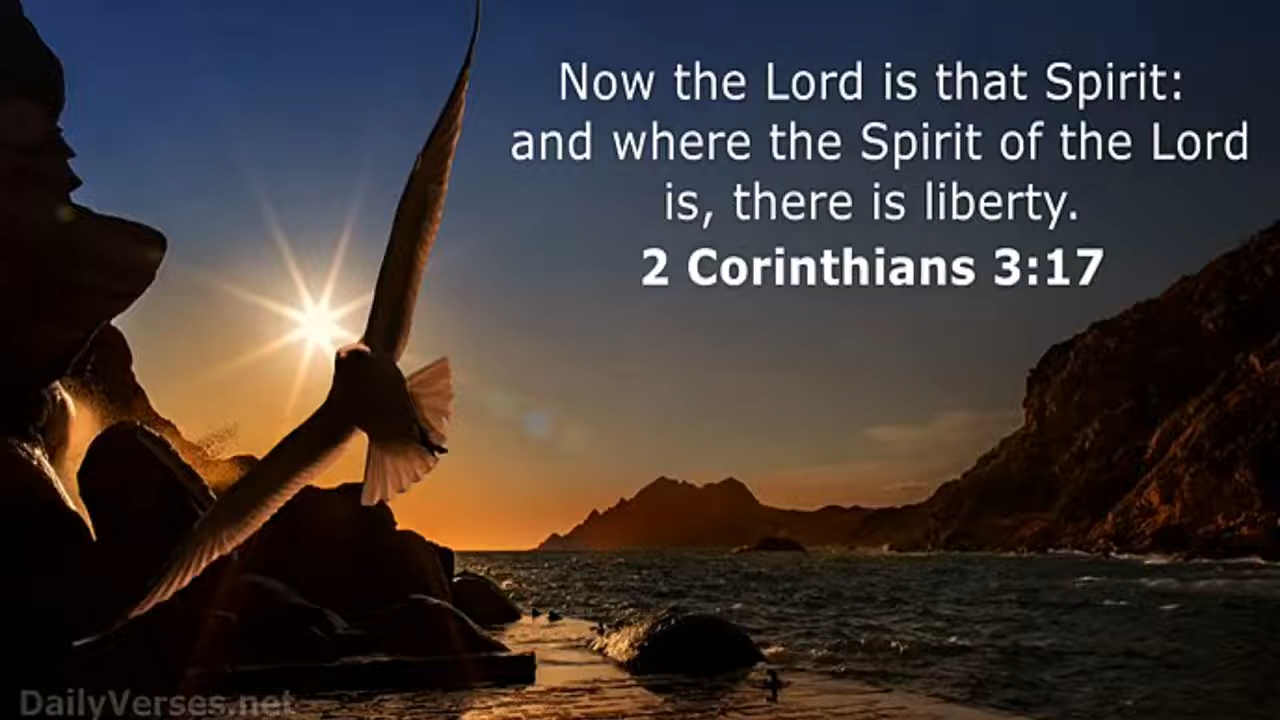 Now the Lord is that Spirit:
and where the Spirit of the Lord
is, there is liberty.
2 Corinthians 3:17
DailyVerses.net